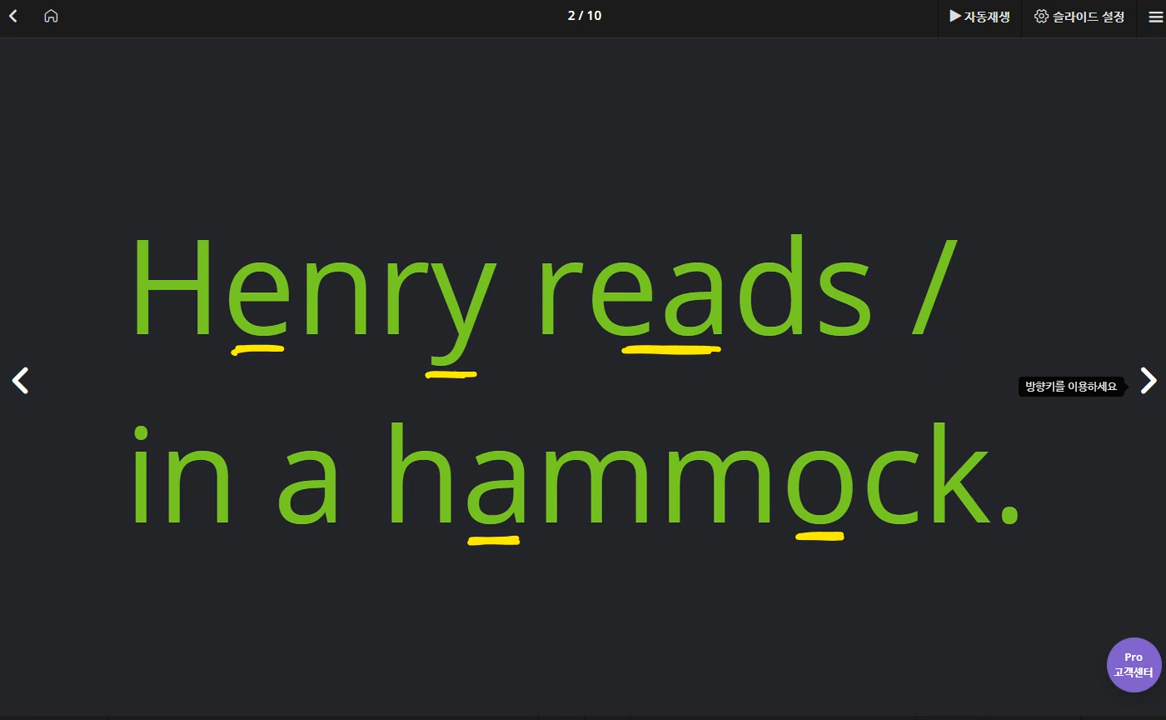 2 / 10
자동재생
슬라이드 설정
Henry reads /
방향키를 이용하세요
in a hammock.
Pro
고객센터